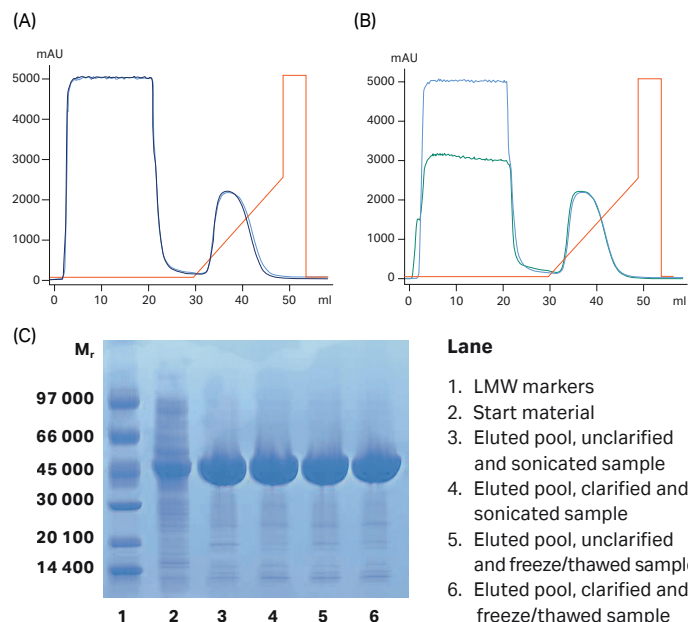 (A)
mAU
5000
4000
3000
2000
1000
0
0 10 20 30 40 50 ml
(B)
mAU
5000
4000
3000
2000
1000
0
0 10 20 30 40 50 ml
(C)
Mr
97 000
66 000
45 000
30 000
20 100
14 400
1 2 3 4 5 6
Lane
1. LMW markers
2. Start material
3. Eluted pool, unclarified
and sonicated sample
4. Eluted pool, clarified and
sonicated sample
5. Eluted pool, unclarified
and freeze/thawed sample
6. Eluted pool, clarified and
freeze/thawed sample